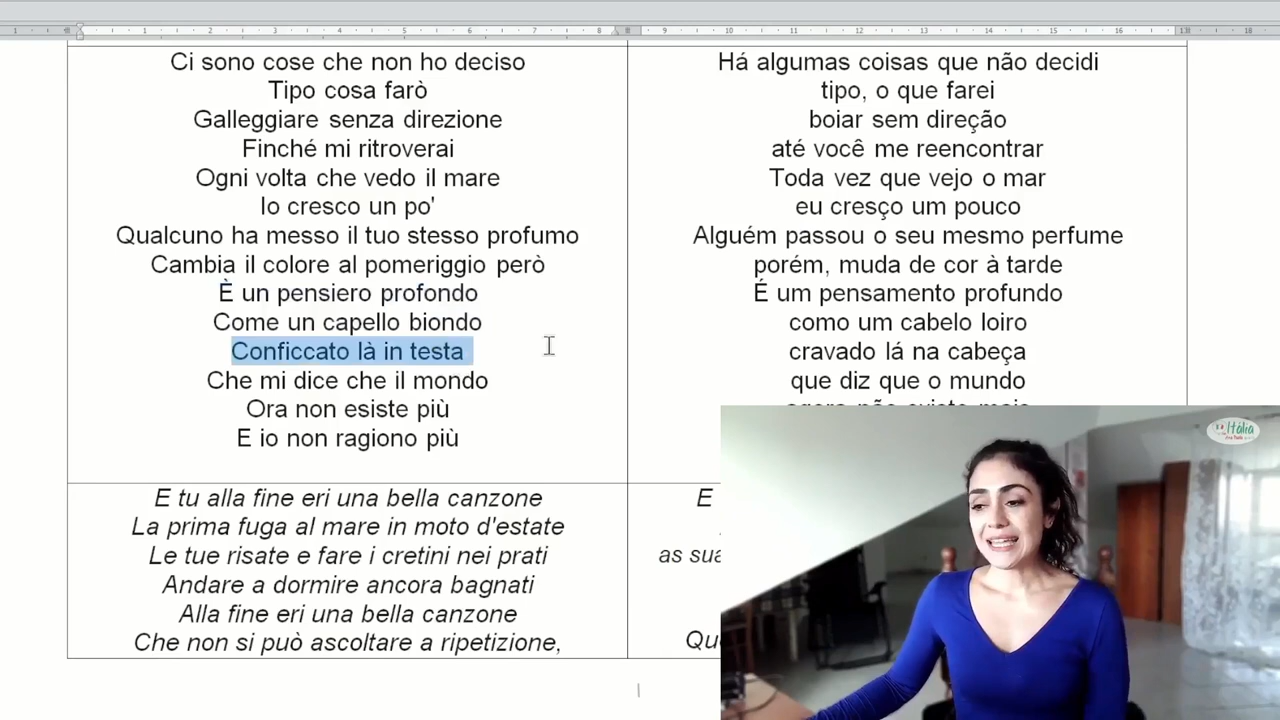 Ci sono cose che non ho deciso
Tipo cosa farò
Galleggiare senza direzione
Finché mi ritroverai
Ogni volta che vedo il mare
Io cresco un po'
Qualcuno ha messo il tuo stesso profumo
Cambia il colore al pomeriggio però
È un pensiero profondo
Come un capello biondo
Conficcato là in testa
Che mi dice che il mondo
Ora non esiste più
E io non ragiono più
Há algumas coisas que não decidi
tipo, o que farei
boiar sem direção
até você me reencontrar
Toda vez que vejo o mar
eu cresço um pouco
Alguém passou o seu mesmo perfume
porém, muda de cor à tarde
É um pensamento profundo
como um cabelo loiro
cravado lá na cabeça
que diz que o mundo
agora não existe mais
E tu alla fine eri una bella canzone
La prima fuga al mare in moto d'estate
Le tue risate e fare i cretini nei prati
Andare a dormire ancora bagnati
Alla fine eri una bella canzone
Che non si può ascoltare a ripetizione,
E
as sua
Que
Itália